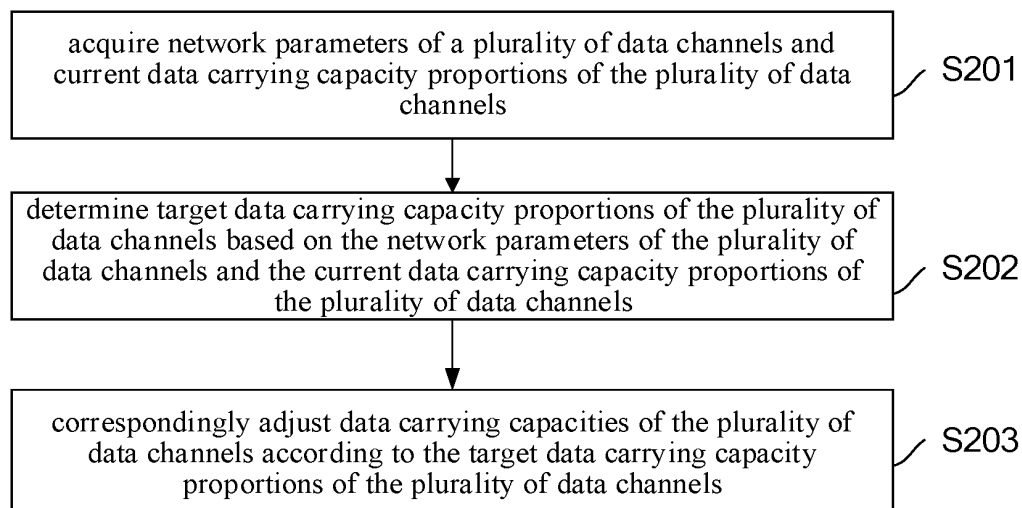 acquire network parameters of a plurality of data channels and
current data carrying capacity proportions of the plurality of data
channels
S201
determine target data carrying capacity proportions of the plurality of
data channels based on the network parameters of the plurality of
data channels and the current data carrying capacity proportions of
the plurality of data channels
S202
correspondingly adjust data carrying capacities of the plurality of
data channels according to the target data carrying capacity
proportions of the plurality of data channels
S203